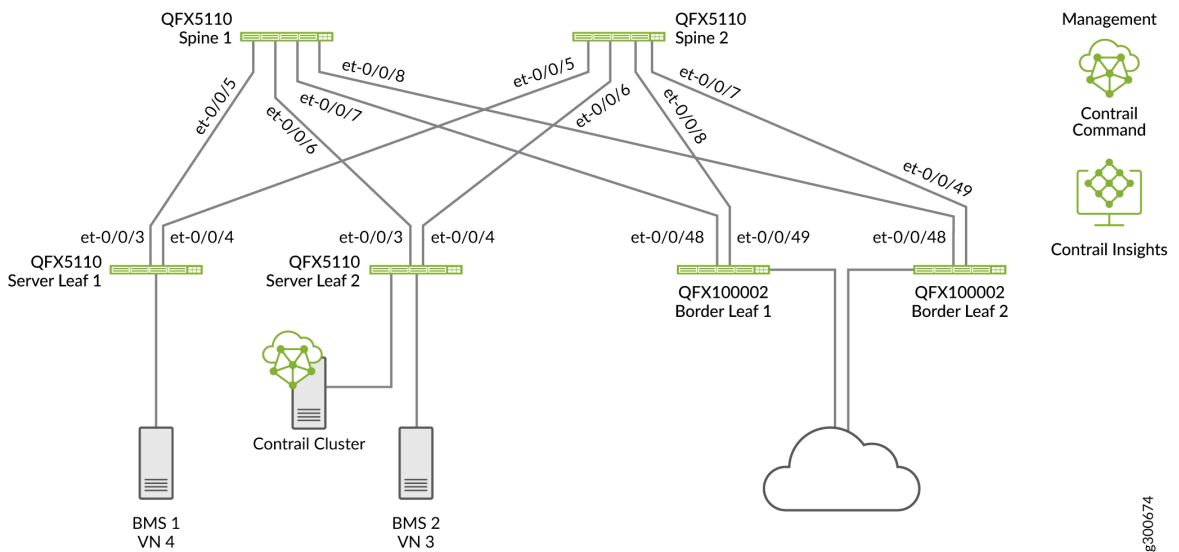 QFX5110
Spine 1
QFX5110
Spine 2
Management
Contrail
Command
Contrail Insights
et-0/0/5
et-0/0/6
et-0/0/7
et-0/0/8
et-0/0/5
et-0/0/6
et-0/0/8
et-0/0/7
et-0/0/49
et-0/0/3
et-0/0/4
et-0/0/3
et-0/0/4
et-0/0/48
et-0/0/49
et-0/0/48
QFX5110
Server Leaf 1
QFX5110
Server Leaf 2
QFX100002
Border Leaf 1
QFX100002
Border Leaf 2
Contrail Cluster
BMS 1
VN 4
BMS 2
VN 3
g300674